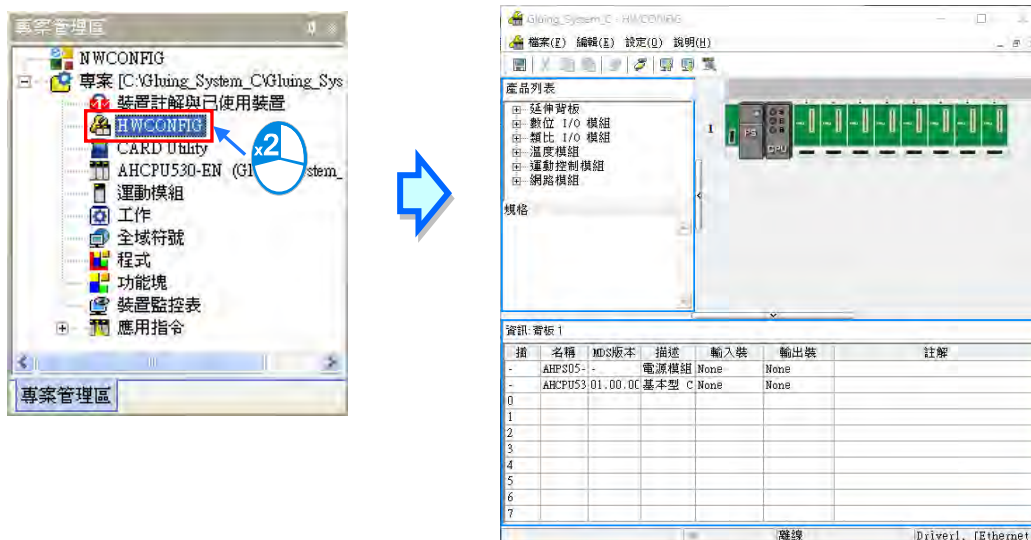 專案管理區
NWCONFIG
專案 [C:\Gluing_System_C\Gluing_Sys
裝置註解與已使用裝置
HWCONFIG
CARD Utility
AHCPU530-EN (Gl stem_
運動模組
工作
全域符號
程式
功能塊
裝置監控表
應用指令
專案管理區
x2
Gluing_System_C - HWCONFIG
檔案(F) 編輯(E) 設定(O) 說明(H)
產品列表
延伸背板
數位 I/O 模組
類比 I/O 模組
溫度模組
運動控制模組
網路模組
規格
1
PS
CPU
資訊: 背板 1
插 名稱 MDS版本 描述 輸入裝 輸出裝 註解
- AHPS05- - 電源模組 None None
- AHCPU53 01.00.0C 基本型 C None None
0
1
2
3
4
5
6
7
離線 Driver1, [Ethernet